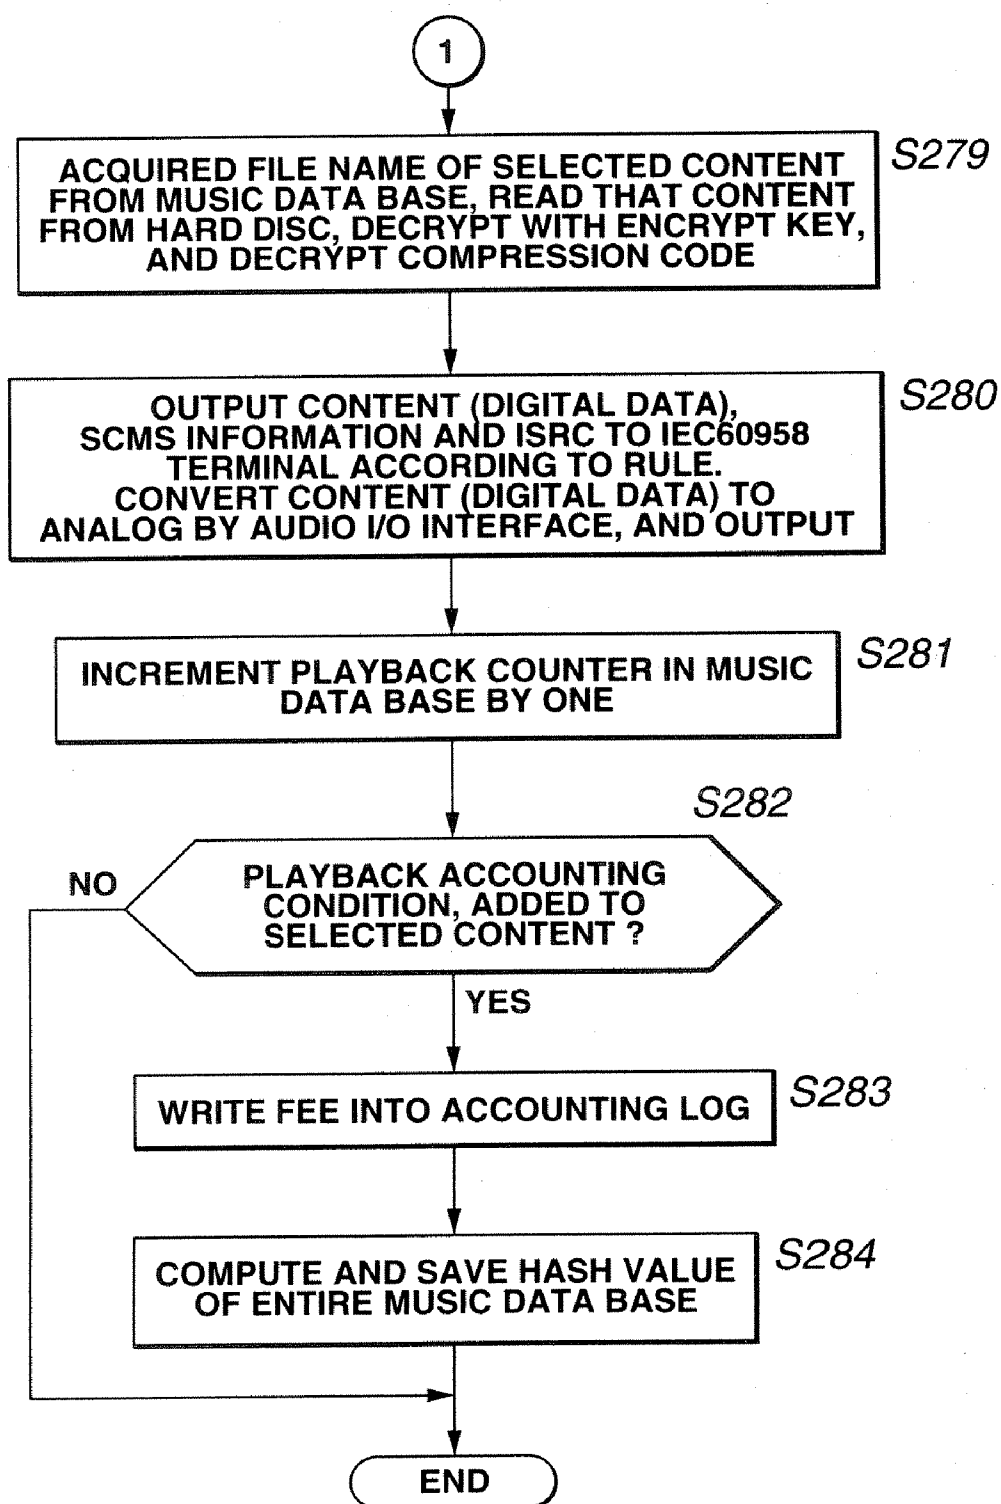 1
S279
ACQUIRED FILE NAME OF SELECTED CONTENT
FROM MUSIC DATA BASE, READ THAT CONTENT
FROM HARD DISC, DECRYPT WITH ENCRYPT KEY,
AND DECRYPT COMPRESSION CODE
S280
OUTPUT CONTENT (DIGITAL DATA),
SCMS INFORMATION AND ISRC TO IEC60958
TERMINAL ACCORDING TO RULE.
CONVERT CONTENT (DIGITAL DATA) TO
ANALOG BY AUDIO I/O INTERFACE, AND OUTPUT
S281
INCREMENT PLAYBACK COUNTER IN MUSIC
DATA BASE BY ONE
S282
NO
PLAYBACK ACCOUNTING
CONDITION, ADDED TO
SELECTED CONTENT ?
YES
S283
WRITE FEE INTO ACCOUNTING LOG
S284
COMPUTE AND SAVE HASH VALUE
OF ENTIRE MUSIC DATA BASE
END